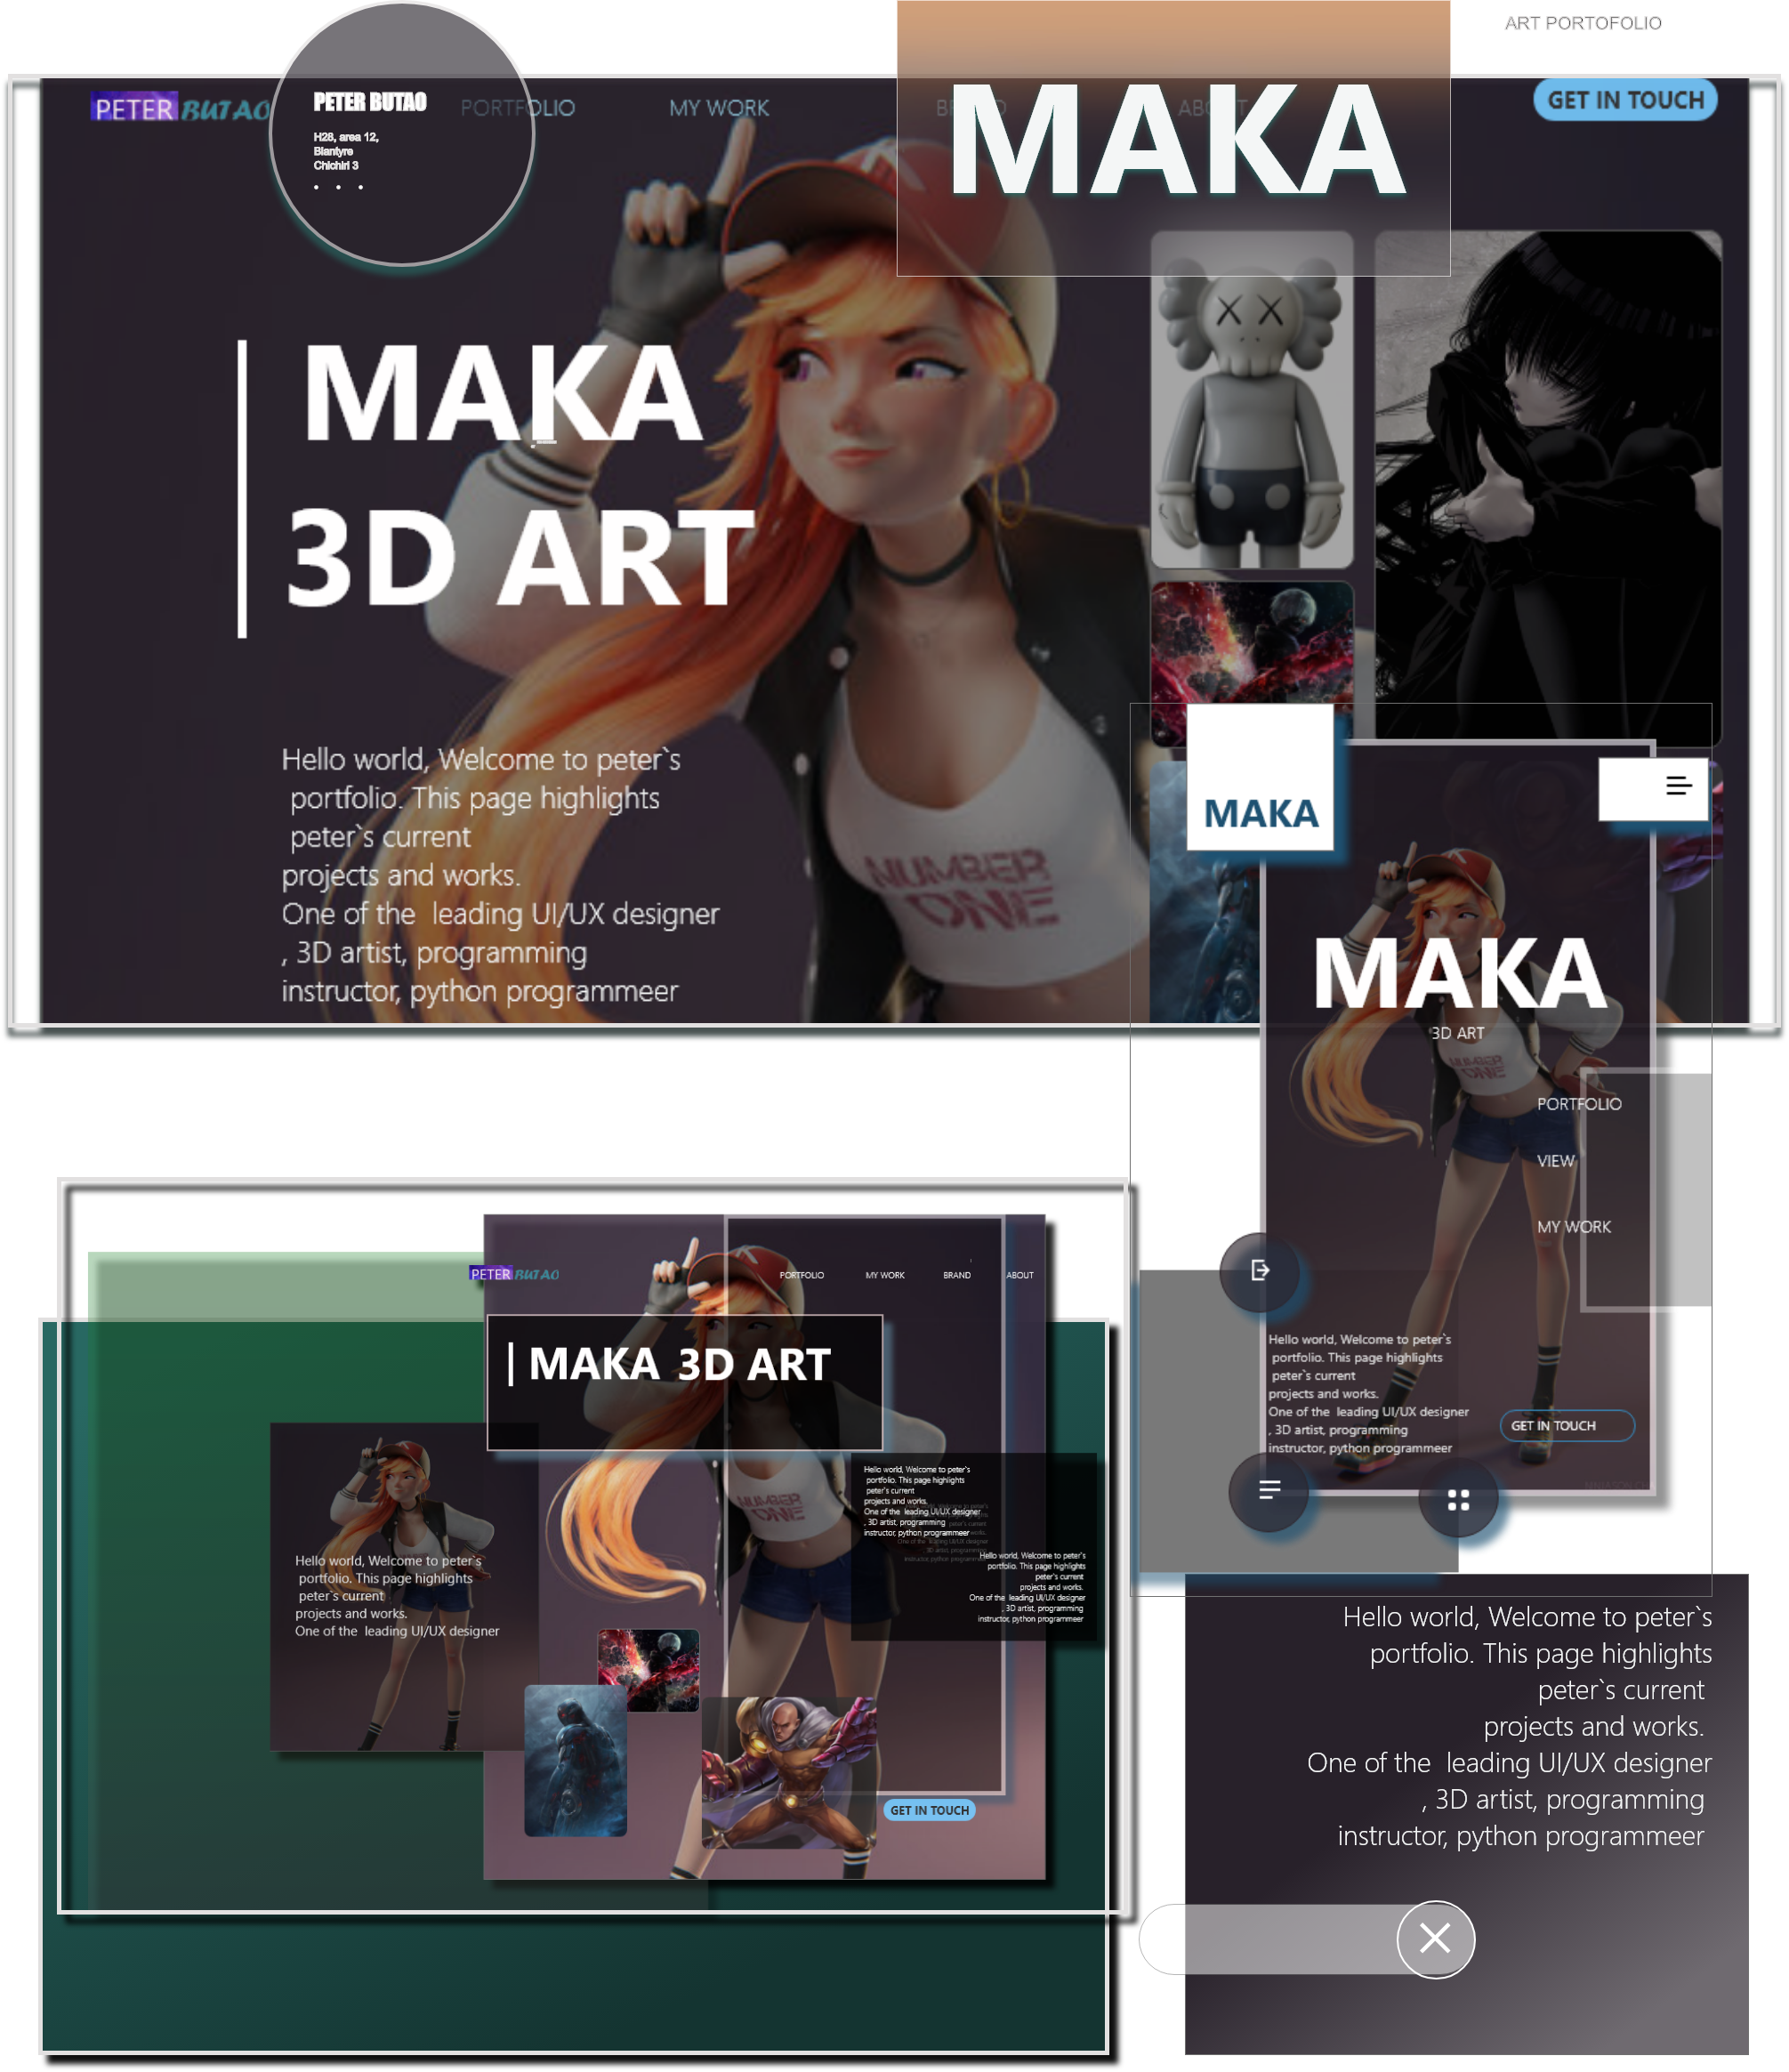 ART PORTOFOLIO
PETER BUTAO
PETER BUTAO
H28, area 12,
Blantyre
Chichiri 3
PORTFOLIO
MY WORK
MAKA
ABOUT
GET IN TOUCH
MAKA
3D ART
Hello world, Welcome to peter`s
portfolio. This page highlights
peter`s current
projects and works.
One of the leading UI/UX designer
, 3D artist, programming
instructor, python programmeer
NUMBER
ONE
MAKA
MAKA
3D ART
NUMBER
ONE
PORTFOLIO
VIEW
MY WORK
Hello world, Welcome to peter`s
portfolio. This page highlights
peter`s current
projects and works.
One of the leading UI/UX designer
, 3D artist, programming
instructor, python programmeer
GET IN TOUCH
PETER BUTAO
PORTFOLIO
MY WORK
BRAND
ABOUT
MAKA 3D ART
NUMBER
ONE
Hello world, Welcome to peter`s
portfolio. This page highlights
peter`s current
projects and works.
One of the leading UI/UX designer
, 3D artist, programming
instructor, python programmeer
Hello world, Welcome to peter`s
portfolio. This page highlights
peter`s current
projects and works.
One of the leading UI/UX designer
, 3D artist, programming
instructor, python programmeer
Hello world, Welcome to peter`s
portfolio. This page highlights
peter`s current
projects and works.
One of the leading UI/UX designer
GET IN TOUCH
Hello world, Welcome to peter`s
portfolio. This page highlights
peter`s current
projects and works.
One of the leading UI/UX designer
, 3D artist, programming
instructor, python programmeer